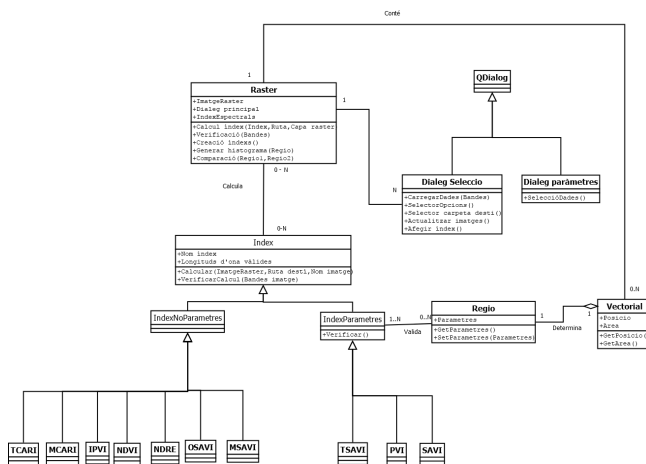 Conté
1
Raster
+ImatgeRaster
+Dialeg principal
+IndexEspectrals
+Calcul index(Index,Ruta,Capa raster)
+Verificació(Bandes)
+Creació indexs()
+Generar histograma(Regio)
+Comparació(Regio1,Regio2)
1
0 - N
Calcula
0-N
QDialog
N
Dialeg Seleccio
+CarregarDades(Bandes)
+SelectorOpcions()
+Selector carpeta desti()
+Actualitzar imatges()
+Afegir index()
Dialeg paràmetres
+SeleccióDades()
Index
+Nom index
+Longituds d'ona vàlides
+Calcular(ImatgeRaster,Ruta desti,Nom imatge)
+VerificarCalcul(Bandes imatge)
0.N
IndexNoParametres
IndexParametres
+Verificar()
1..N
Valida
0..N
Regio
+Parametres
+GetParametres()
+SetParametres(Parametres)
1
Determina
1
Vectorial
+Posicio
+Area
+GetPosicio()
+GetArea()
TCARI
MCARI
IPVI
NDVI
NDRE
OSAVI
MSAVI
TSAVI
PVI
SAVI